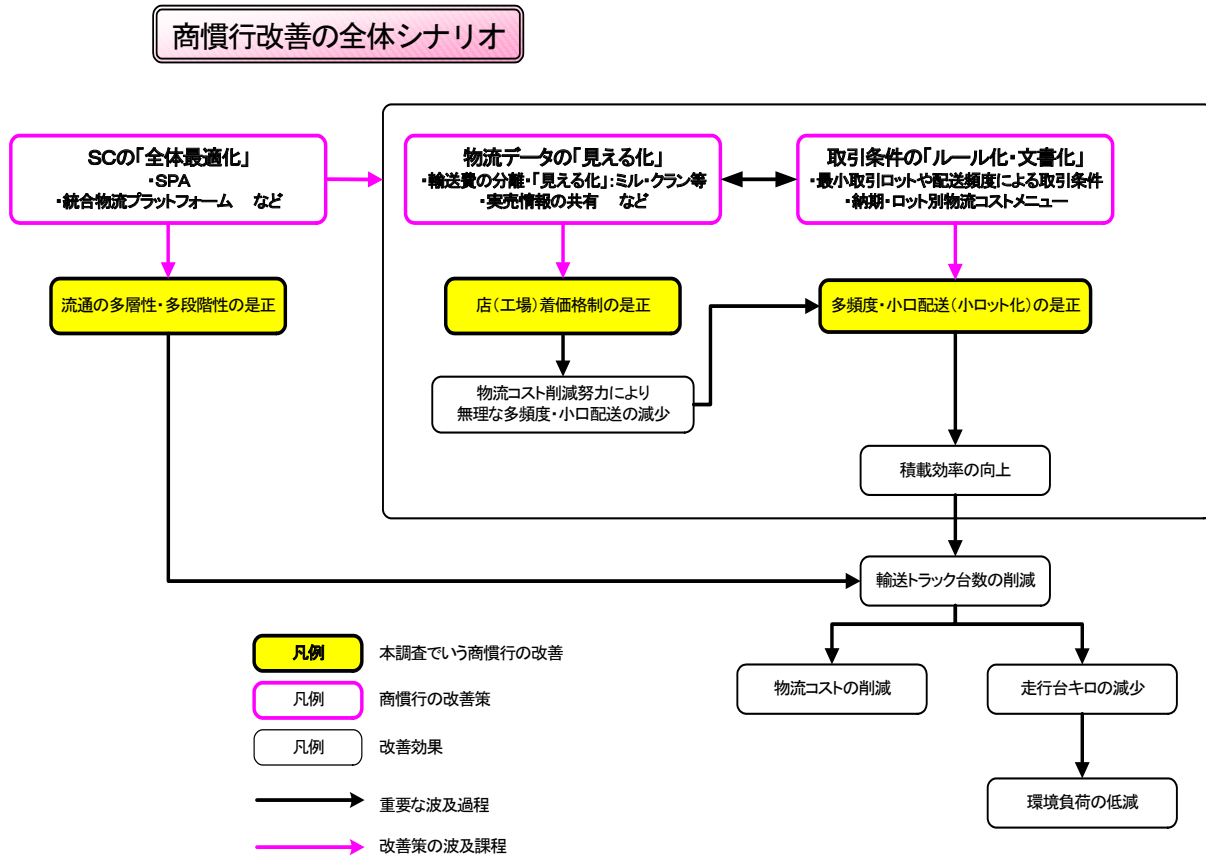 商慣行改善の全体シナリオ
SCの「全体最適化」
・SPA
・統合物流プラットフォーム　など
物流データの「見える化」
・輸送費の分離・「見える化」：ミル・クラン等
・実売情報の共有　など
取引条件の「ルール化・文書化」
・最小取引ロットや配送頻度による取引条件
・納期・ロット別物流コストメニュー
流通の多層性・多段階性の是正
店（工場）着価格制の是正
多頻度・小口配送（小ロット化）の是正
物流コスト削減努力により
無理な多頻度・小口配送の減少
積載効率の向上
輸送トラック台数の削減
物流コストの削減
走行台キロの減少
環境負荷の低減
凡例
本調査でいう商慣行の改善
凡例
商慣行の改善策
凡例
改善効果
重要な波及過程
改善策の波及課程